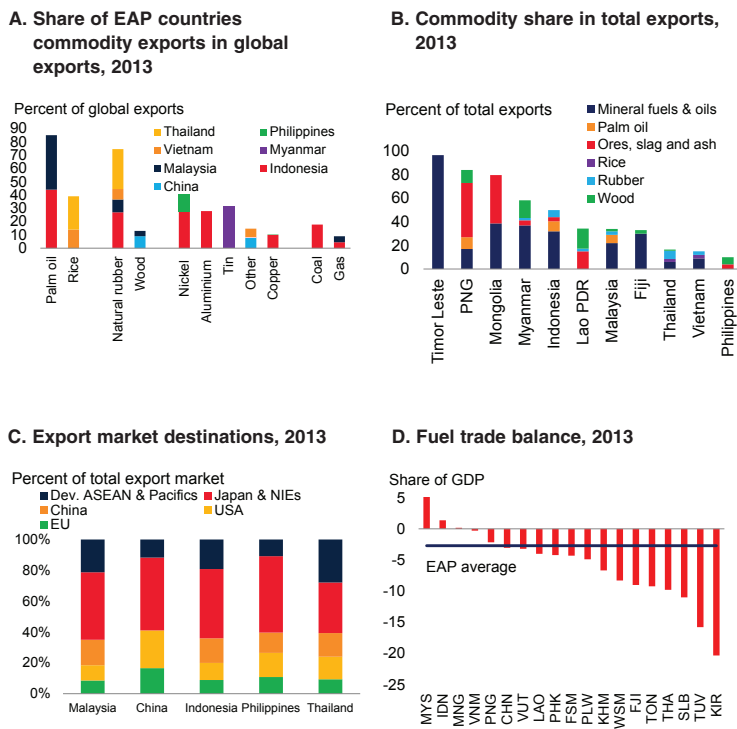 A. Share of EAP countries
commodity exports in global
exports, 2013
Percent of global exports
90
80
70
60
50
40
30
20
10
0
Thailand
Vietnam
Malaysia
China
Philippines
Myanmar
Indonesia
Palm oil
Rice
Natural rubber
Wood
Nickel
Aluminium
Tin
Other
Copper
Coal
Gas
B. Commodity share in total exports,
2013
Percent of total exports
Mineral fuels & oils
Palm oil
Ores, slag and ash
Rice
Rubber
Wood
100
80
60
40
20
0
Timor Leste
PNG
Mongolia
Myanmar
Indonesia
Lao PDR
Malaysia
Fiji
Thailand
Vietnam
Philippines
C. Export market destinations, 2013
Percent of total export market
Dev. ASEAN & Pacifics
Japan & NIEs
China
USA
EU
100%
80%
60%
40%
20%
0%
Malaysia
China
Indonesia
Philippines
Thailand
D. Fuel trade balance, 2013
Share of GDP
5
0
-5
-10
-15
-20
-25
EAP average
MYS
IDN
MNG
VNM
PNG
CHN
VUT
LAO
PHK
FSM
PLW
KHM
WSM
FJI
TON
THA
SLB
TUV
KIR